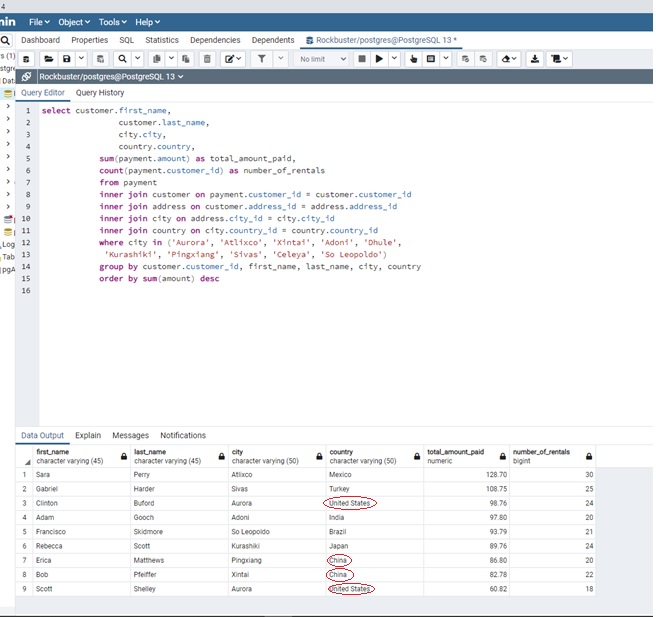 4
min File Object Tools Help
Dashboard Properties SQL Statistics Dependencies Dependents Rockbuster/postgres@PostgreSQL 13 *
No limit
Rockbuster/postgres@PostgreSQL 13
Query Editor Query History
1 select customer.first_name,
2 customer.last_name,
3 city.city,
4 country.country,
5 sum(payment.amount) as total_amount_paid,
6 count(payment.customer_id) as number_of_rentals
7 from payment
8 inner join customer on payment.customer_id = customer.customer_id
9 inner join address on customer.address_id = address.address_id
10 inner join city on address.city_id = city.city_id
11 inner join country on city.country_id = country.country_id
12 where city in ('Aurora', 'Atlixco', 'Xintai', 'Adoni', 'Dhule',
13 'Kurashiki', 'Pingxiang', 'Sivas', 'Celeya', 'So Leopoldo')
14 group by customer.customer_id, first_name, last_name, city, country
15 order by sum(amount) desc
16
Data Output Explain Messages Notifications
first_name last_name city country total_amount_paid number_of_rentals
character varying (45) character varying (45) character varying (50) character varying (50) numeric bigint
1 Sara Perry Atlixco Mexico 128.70 30
2 Gabriel Harder Sivas Turkey 108.75 25
3 Clinton Buford Aurora United States 98.76 24
4 Adam Gooch Adoni India 97.80 20
5 Francisco Skidmore So Leopoldo Brazil 93.79 21
6 Rebecca Scott Kurashiki Japan 89.76 24
7 Erica Matthews Pingxiang China 86.80 20
8 Bob Pfeiffer Xintai China 82.78 22
9 Scott Shelley Aurora United States 60.82 18